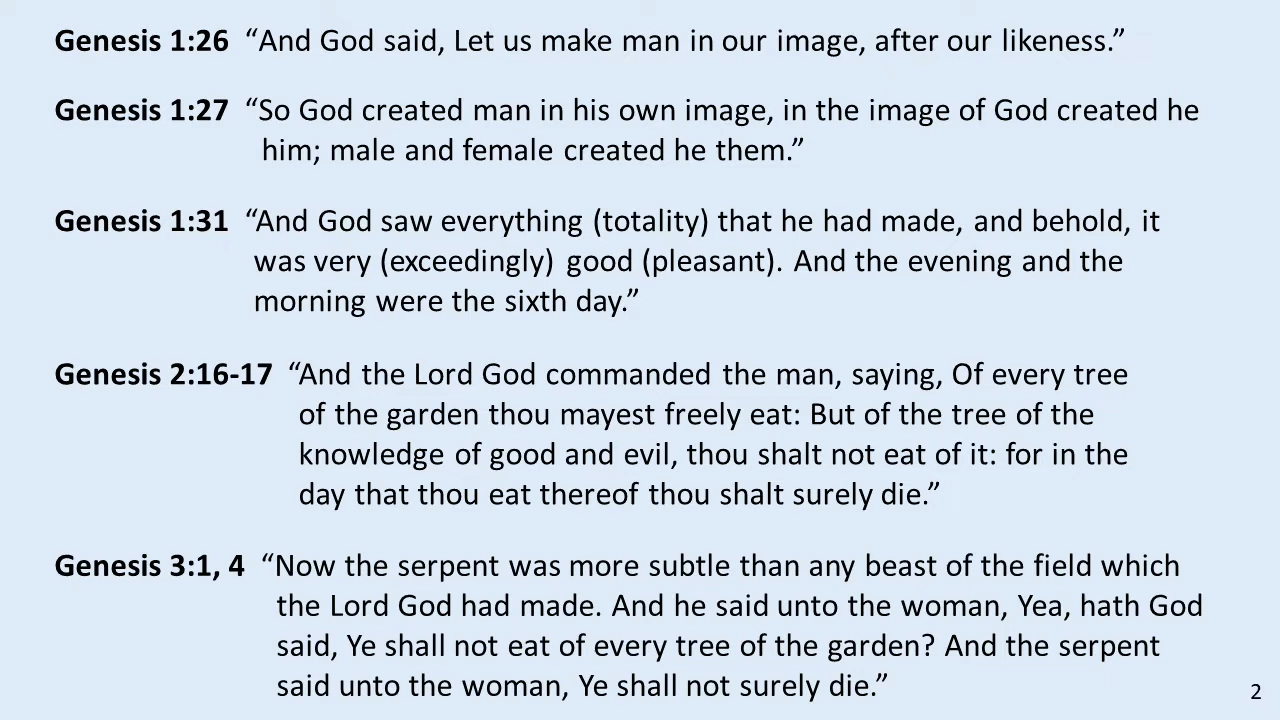 Genesis 1:26 “And God said, Let us make man in our image, after our likeness.”
Genesis 1:27 “So God created man in his own image, in the image of God created he
him; male and female created he them.”
Genesis 1:31 “And God saw everything (totality) that he had made, and behold, it
was very (exceedingly) good (pleasant). And the evening and the
morning were the sixth day.”
Genesis 2:16-17 “And the Lord God commanded the man, saying, Of every tree
of the garden thou mayest freely eat: But of the tree of the
knowledge of good and evil, thou shalt not eat of it: for in the
day that thou eat thereof thou shalt surely die.”
Genesis 3:1, 4 “Now the serpent was more subtle than any beast of the field which
the Lord God had made. And he said unto the woman, Yea, hath God
said, Ye shall not eat of every tree of the garden? And the serpent
said unto the woman, Ye shall not surely die.”
2